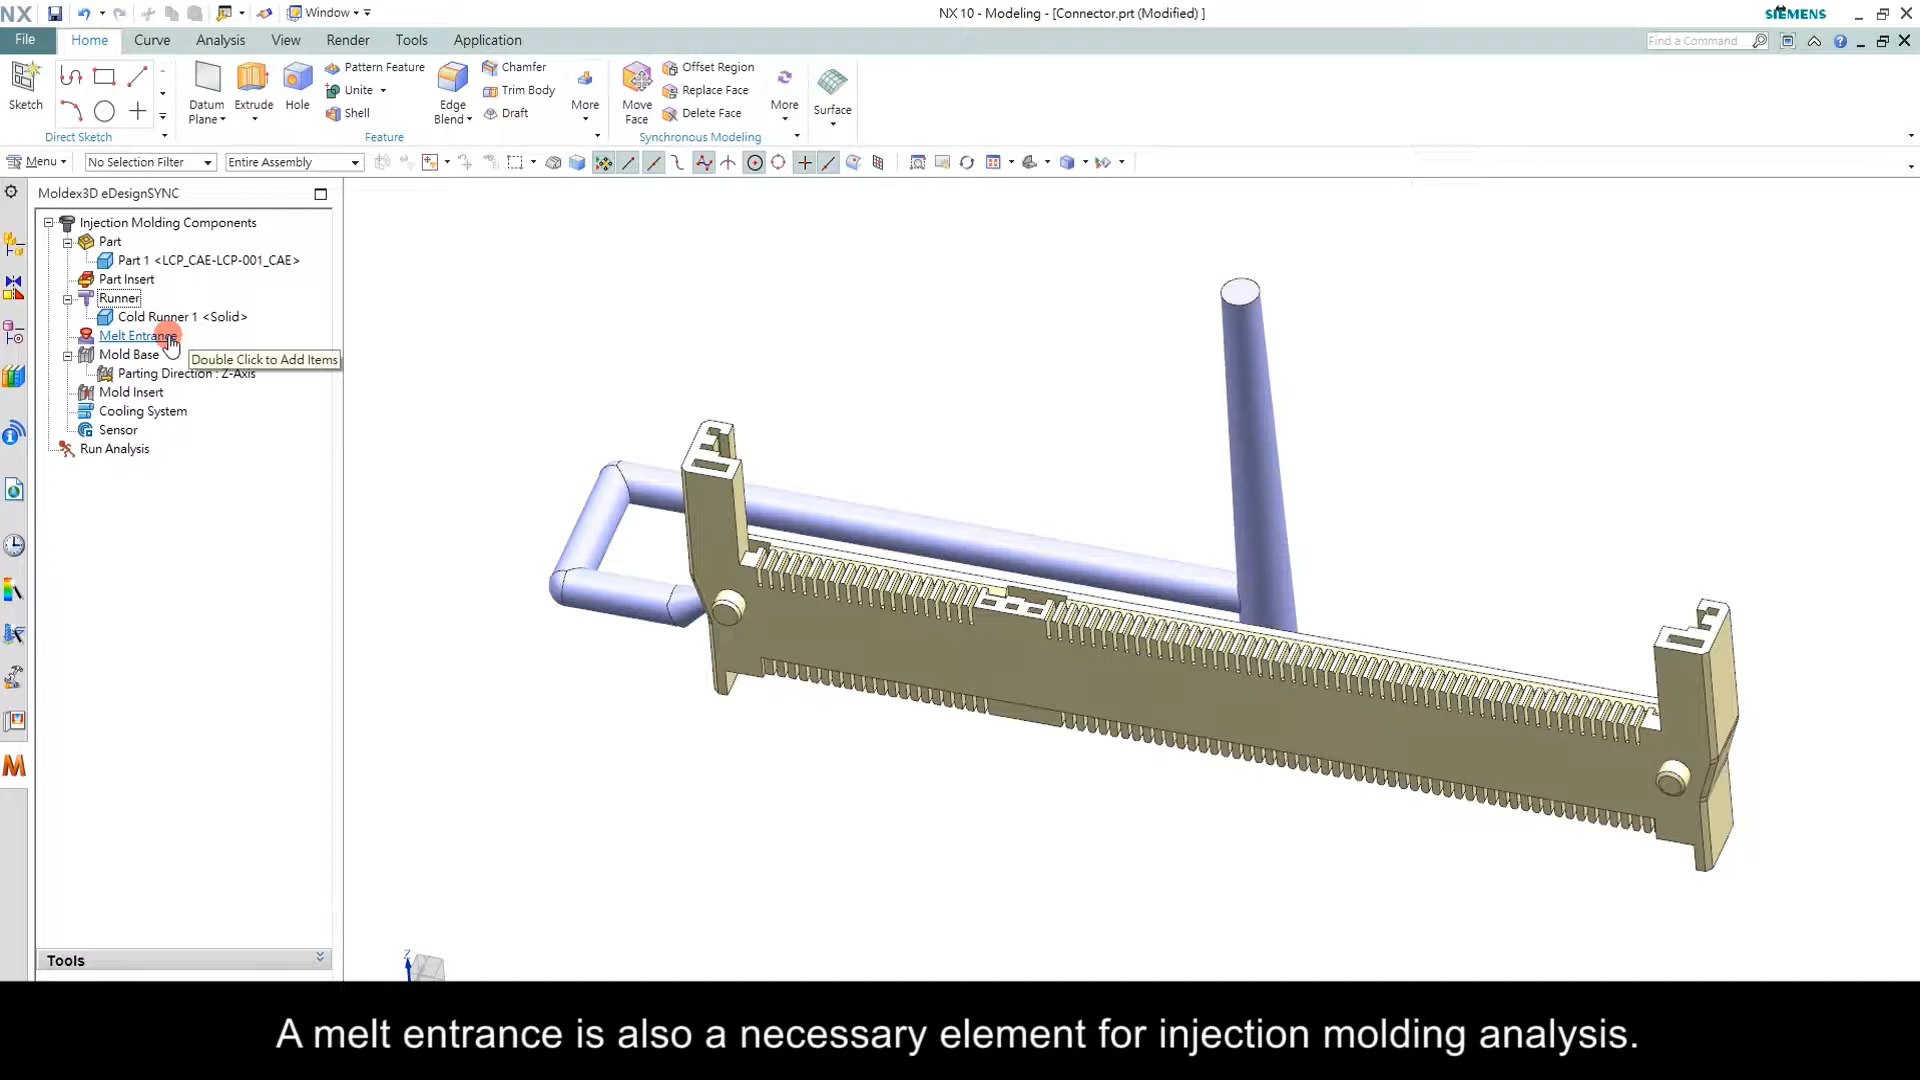 NX
Window
NX 10 - Modeling - [Connector.prt (Modified) ]
SIEMENS
File
Home
Curve
Analysis
View
Render
Tools
Application
Find a Command
Sketch
Datum
Plane
Extrude
Hole
Pattern Feature
Unite
Shell
Edge
Blend
Chamfer
Trim Body
Draft
More
Move
Face
Offset Region
Replace Face
Delete Face
More
Surface
Direct Sketch
Feature
Synchronous Modeling
Menu
No Selection Filter
Entire Assembly
Moldex3D eDesignSYNC
Injection Molding Components
Part
Part 1 <LCP_CAE-LCP-001_CAE>
Part Insert
Runner
Cold Runner 1 <Solid>
Melt Entrance
Mold Base
Double Click to Add Items
Parting Direction : Z-Axis
Mold Insert
Cooling System
Sensor
Run Analysis
Tools
Z
A melt entrance is also a necessary element for injection molding analysis.